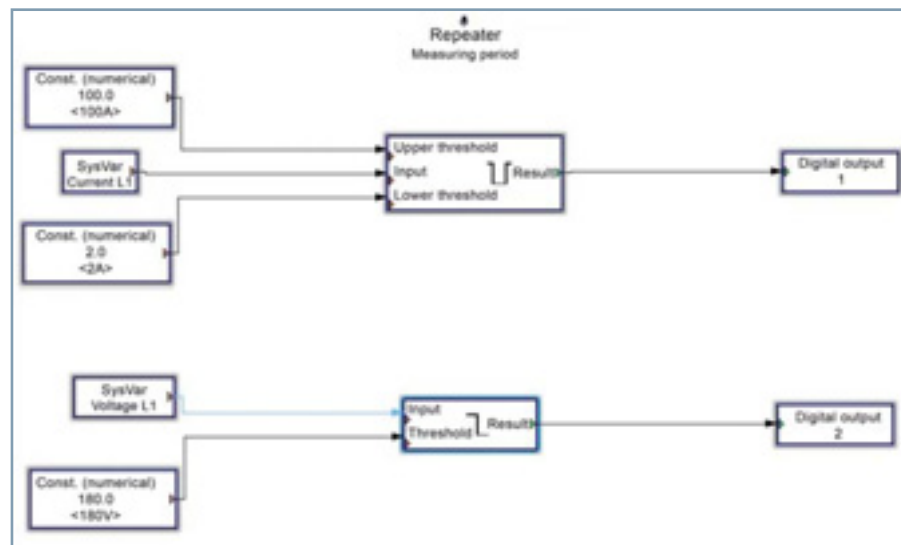 Repeater
Measuring period
Const. (numerical)
100.0
<100A>
SysVar
Current L1
Const. (numerical)
2.0
<2A>
Upper threshold
Input
Result
Lower threshold
Digital output
1
SysVar
Voltage L1
Const. (numerical)
180.0
<180V>
Input
Threshold
Result
Digital output
2